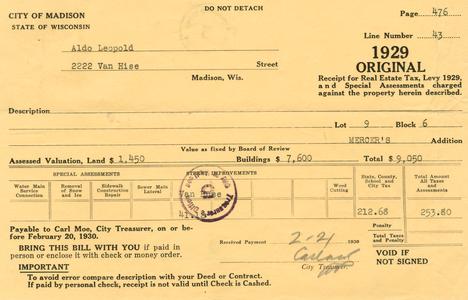 DO NOT DETACH
CITY OF MADISON
STATE OF WISCONSIN
Page 476
Line Number 43
Aldo Leopold
2222 Van Hise Street
Madison, Wis.
1929
ORIGINAL
Receipt for Real Estate Tax, Levy 1929,
and Special Assessments charged
against the property herein described.
Description
Lot 9 Block 6
MERCER'S Addition
Value as fixed by Board of Review
Assessed Valuation, Land $ 1,450 Buildings $ 7,600 Total $ 9,050
SPECIAL ASSESSMENTS STREET IMPROVEMENTS
Water Main Service Connection
Removal of Snow and Ice
Sidewalk Construction Repair
Sewer Main Lateral
Weed Cutting
State, County, School and City Tax
Total Amount All Taxes and Assessments
212.68 253.80
Penalty
Penalty
Payable to Carl Moe, City Treasurer, on or before February 20, 1930.
BRING THIS BILL WITH YOU if paid in
person or enclose it with check or money order.
Received Payment 2-21 1930
City Treasurer.
VOID IF
NOT SIGNED
IMPORTANT
To avoid error compare description with your Deed or Contract.
If paid by personal check, receipt is not valid until Check is Cashed.